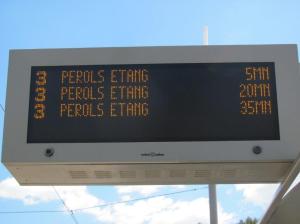 3 PEROLS ETANG 5MN
3 PEROLS ETANG 20MN
3 PEROLS ETANG 35MN